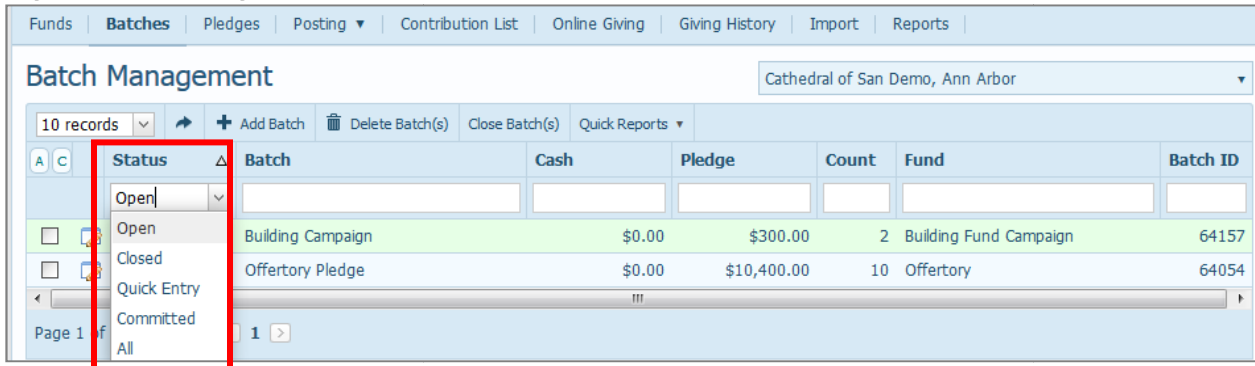 Funds Batches Pledges Posting ▼ Contribution List Online Giving Giving History Import Reports
Batch Management Cathedral of San Demo, Ann Arbor
10 records Add Batch Delete Batch(s) Close Batch(s) Quick Reports ▼
A C Status Batch Cash Pledge Count Fund Batch ID
Open
Open
Building Campaign $0.00 $300.00 2 Building Fund Campaign 64157
Closed
Offertory Pledge $0.00 $10,400.00 10 Offertory 64054
Quick Entry
Committed
Page 1 of 1
All